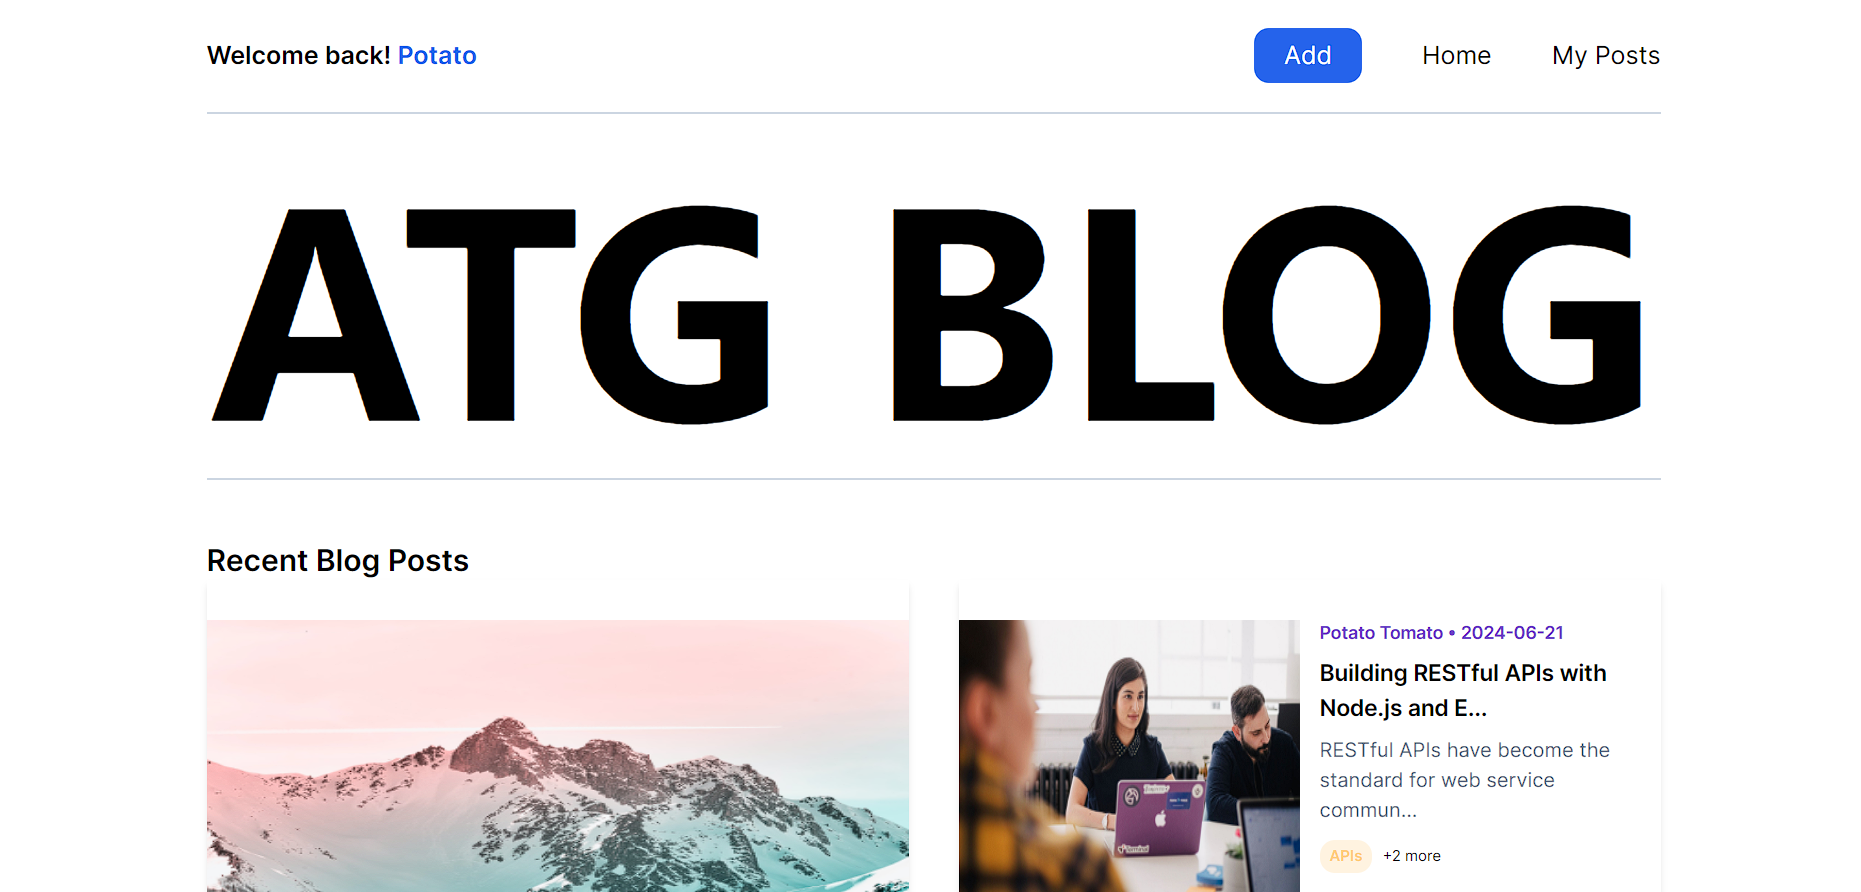 Welcome back! Potato
Add
Home
My Posts
ATG BLOG
Recent Blog Posts
Potato Tomato • 2024-06-21
Building RESTful APIs with
Node.js and E...
RESTful APIs have become the
standard for web service
commun...
APIs
+2 more